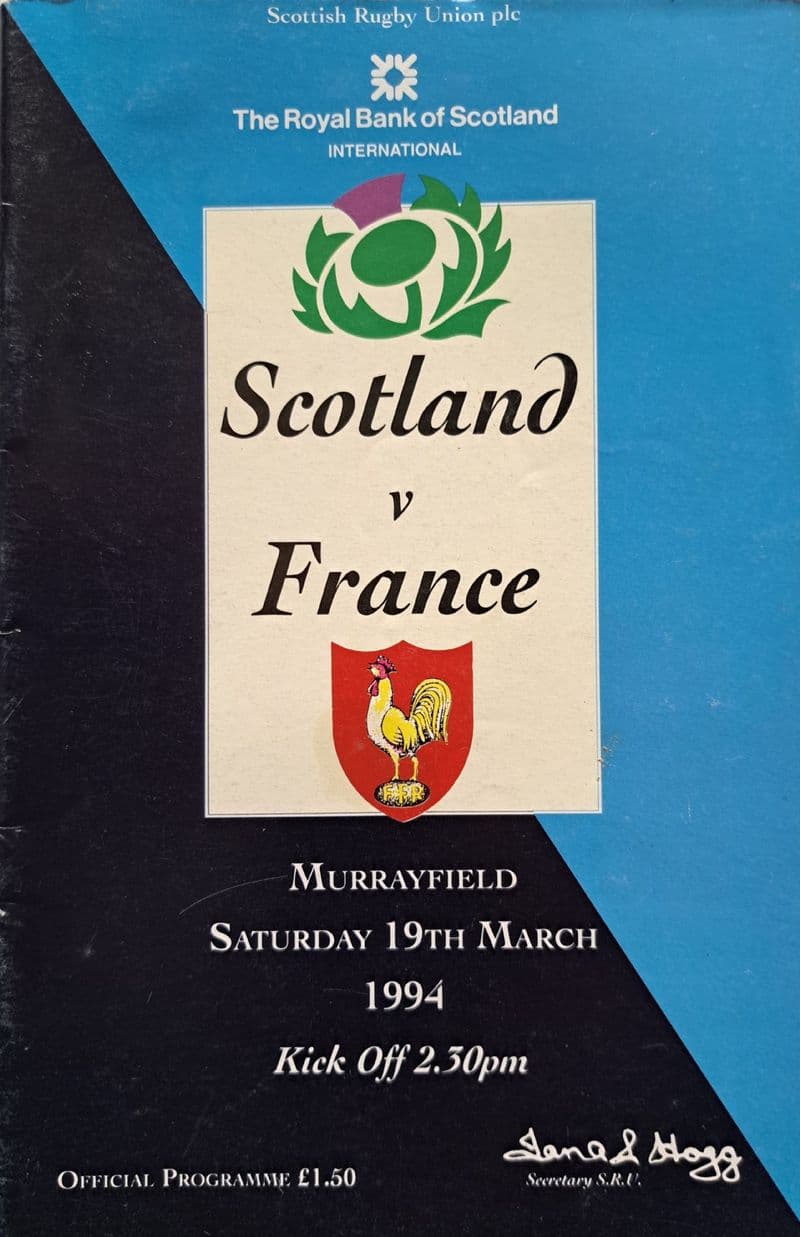 Scottish Rugby Union plc
The Royal Bank of Scotland
INTERNATIONAL
Scotland
v
France
F.F.R
MURRAYFIELD
SATURDAY 19TH MARCH
1994
Kick Off 2.30pm
Hogg
Secretary S.R.U.
OFFICIAL PROGRAMME £1.50